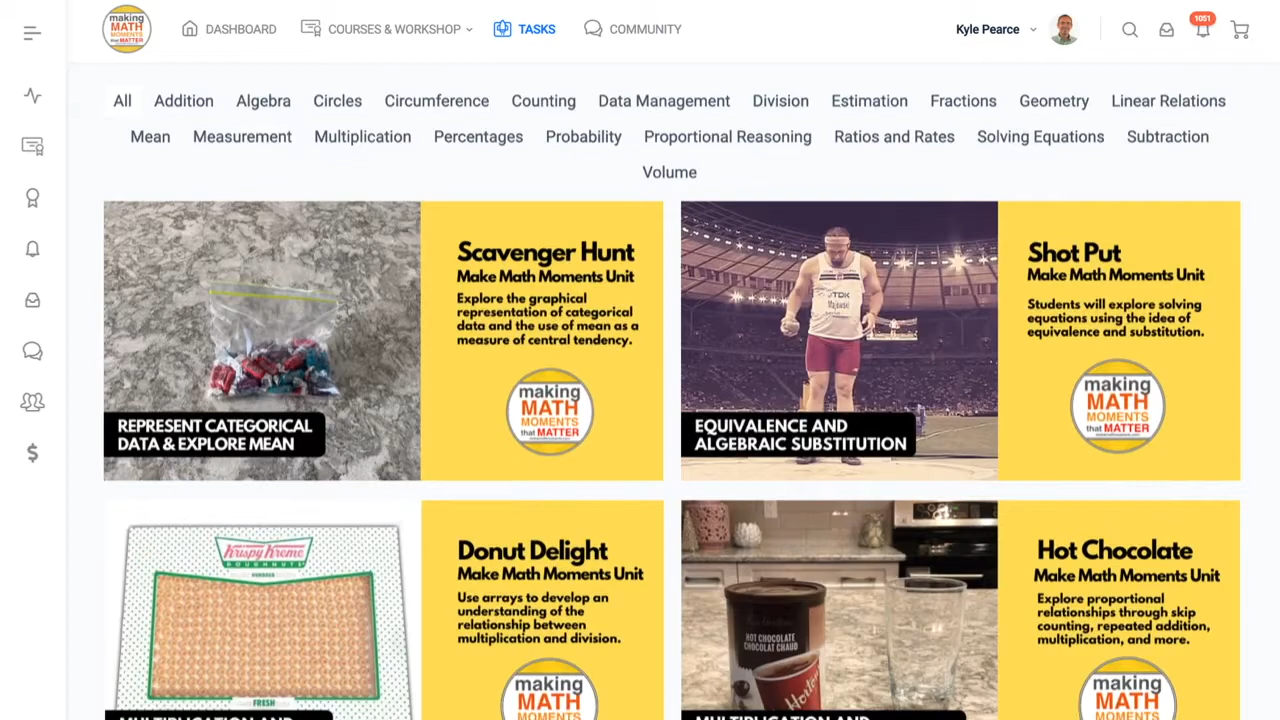 making
MATH
MOMENTS
that MATTER
DASHBOARD
COURSES & WORKSHOP
TASKS
COMMUNITY
Kyle Pearce
1051
All Addition Algebra Circles Circumference Counting Data Management Division Estimation Fractions Geometry Linear Relations
Mean Measurement Multiplication Percentages Probability Proportional Reasoning Ratios and Rates Solving Equations Subtraction
Volume
REPRESENT CATEGORICAL
DATA & EXPLORE MEAN
Scavenger Hunt
Make Math Moments Unit
Explore the graphical
representation of categorical
data and the use of mean as a
measure of central tendency.
making
MATH
MOMENTS
that MATTER
TDK
Majewski
EQUIVALENCE AND
ALGEBRAIC SUBSTITUTION
Shot Put
Make Math Moments Unit
Students will explore solving
equations using the idea of
equivalence and substitution.
making
MATH
MOMENTS
that MATTER
Krispy Kreme
DOUGHNUTS
FRESH
MULTIPLICATION AND
Donut Delight
Make Math Moments Unit
Use arrays to develop an
understanding of the
relationship between
multiplication and division.
making
MATH
MOMENTS
HOT CHOCOLATE
CHOCOLAT CHAUD
MULTIPLICATION AND
Hot Chocolate
Make Math Moments Unit
Explore proportional
relationships through skip
counting, repeated addition,
multiplication, and more.
making
MATH
MOMENTS